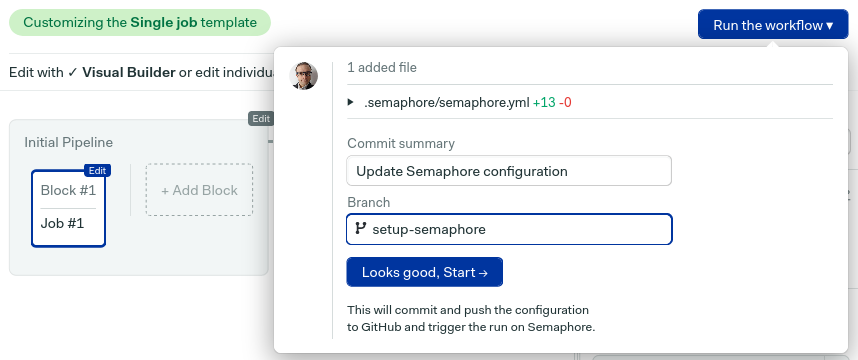 Customizing the Single job template
Run the workflow ▾
Edit with ✓ Visual Builder or edit
1 added file
.semaphore/semaphore.yml +13 -0
Edit
Initial Pipeline
Commit summary
Update Semaphore configuration
Edit
Block #1
+ Add Block
Job #1
Branch
setup-semaphore
Looks good, Start →
This will commit and push the configuration
to GitHub and trigger the run on Semaphore.